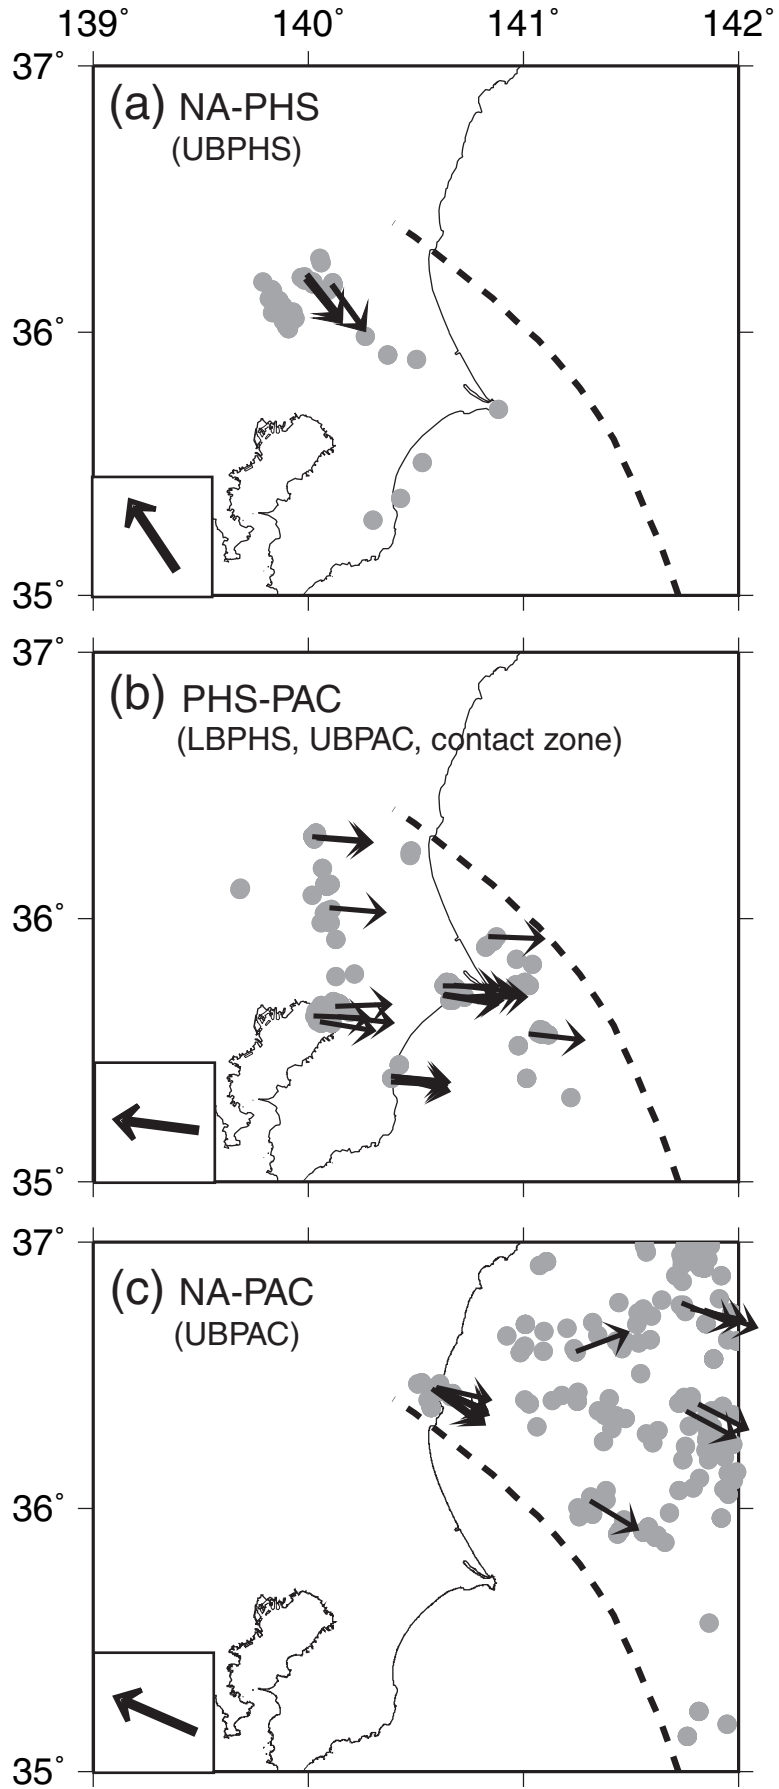 139˚ 140˚ 141˚ 142˚
37˚
(a) NA-PHS
(UBPHS)
36˚
35˚
37˚
(b) PHS-PAC
(LBPHS, UBPAC, contact zone)
36˚
35˚
37˚
(c) NA-PAC
(UBPAC)
36˚
35˚